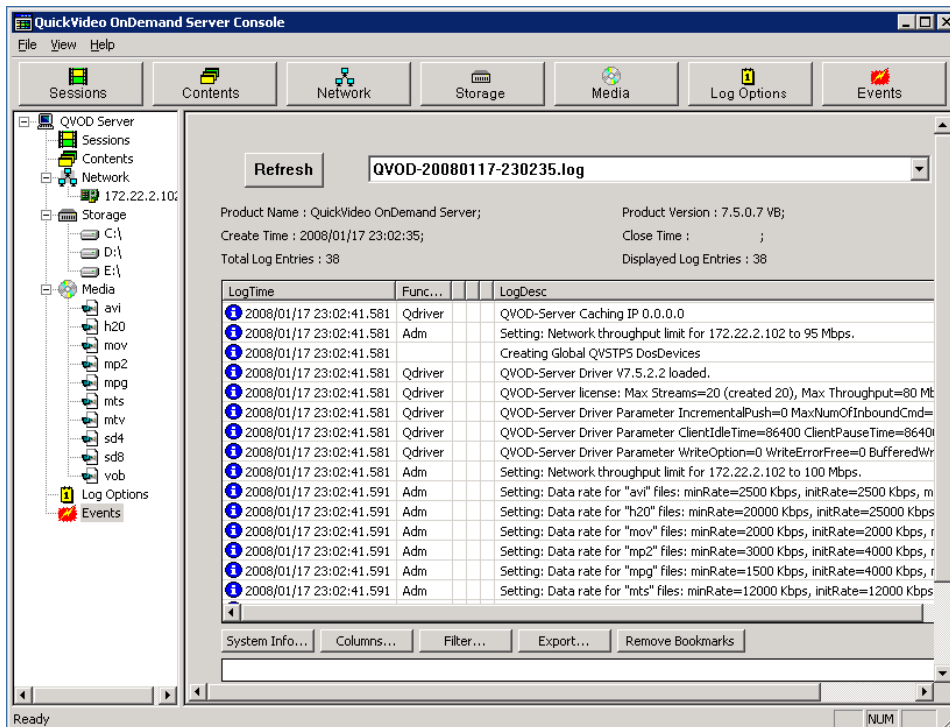 QuickVideo OnDemand Server Console
File View Help
Sessions Contents Network Storage Media Log Options Events
QVOD Server
Sessions
Contents
Network
172.22.2.102
Storage
C:\
D:\
E:\
Media
avi
h20
mov
mp2
mpg
mts
mtv
sd4
sd8
vob
Log Options
Events
Refresh QVOD-20080117-230235.log
Product Name : QuickVideo OnDemand Server; Product Version : 7.5.0.7 VB;
Create Time : 2008/01/17 23:02:35; Close Time : ;
Total Log Entries : 38 Displayed Log Entries : 38
LogTime Func... LogDesc
2008/01/17 23:02:41.581 Qdriver QVOD-Server Caching IP 0.0.0.0
2008/01/17 23:02:41.581 Adm Setting: Network throughput limit for 172.22.2.102 to 95 Mbps.
2008/01/17 23:02:41.581 Creating Global QVSTPS DosDevices
2008/01/17 23:02:41.581 Qdriver QVOD-Server Driver V7.5.2.2 loaded.
2008/01/17 23:02:41.581 Qdriver QVOD-Server license: Max Streams=20 (created 20), Max Throughput=80
2008/01/17 23:02:41.581 Qdriver QVOD-Server Driver Parameter IncrementalPush=0 MaxNumOfInboundCmd=
2008/01/17 23:02:41.581 Qdriver QVOD-Server Driver Parameter ClientIdleTime=86400 ClientPauseTime=8640
2008/01/17 23:02:41.581 Qdriver QVOD-Server Driver Parameter WriteOption=0 WriteErrorFree=0 BufferedWr
2008/01/17 23:02:41.581 Adm Setting: Network throughput limit for 172.22.2.102 to 100 Mbps.
2008/01/17 23:02:41.591 Adm Setting: Data rate for "avi" files: minRate=2500 Kbps, initRate=2500 Kbps, m
2008/01/17 23:02:41.591 Adm Setting: Data rate for "h20" files: minRate=20000 Kbps, initRate=25000 Kbps
2008/01/17 23:02:41.591 Adm Setting: Data rate for "mov" files: minRate=2000 Kbps, initRate=2000 Kbps,
2008/01/17 23:02:41.591 Adm Setting: Data rate for "mp2" files: minRate=3000 Kbps, initRate=4000 Kbps,
2008/01/17 23:02:41.591 Adm Setting: Data rate for "mpg" files: minRate=1500 Kbps, initRate=4000 Kbps,
2008/01/17 23:02:41.591 Adm Setting: Data rate for "mts" files: minRate=12000 Kbps, initRate=12000 Kbps
System Info... Columns... Filter... Export... Remove Bookmarks
Ready NUM